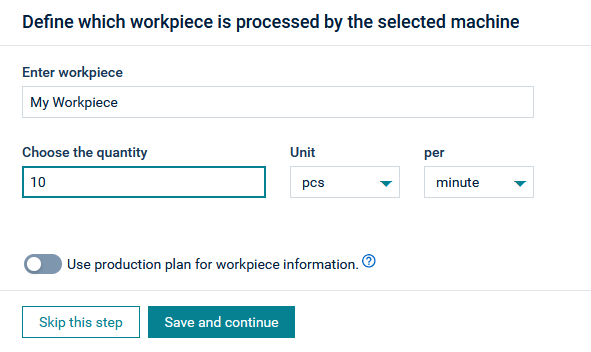 Define which workpiece is processed by the selected machine
Enter workpiece
My Workpiece
Choose the quantity Unit per
10 pcs minute
Use production plan for workpiece information. ?
Skip this step Save and continue